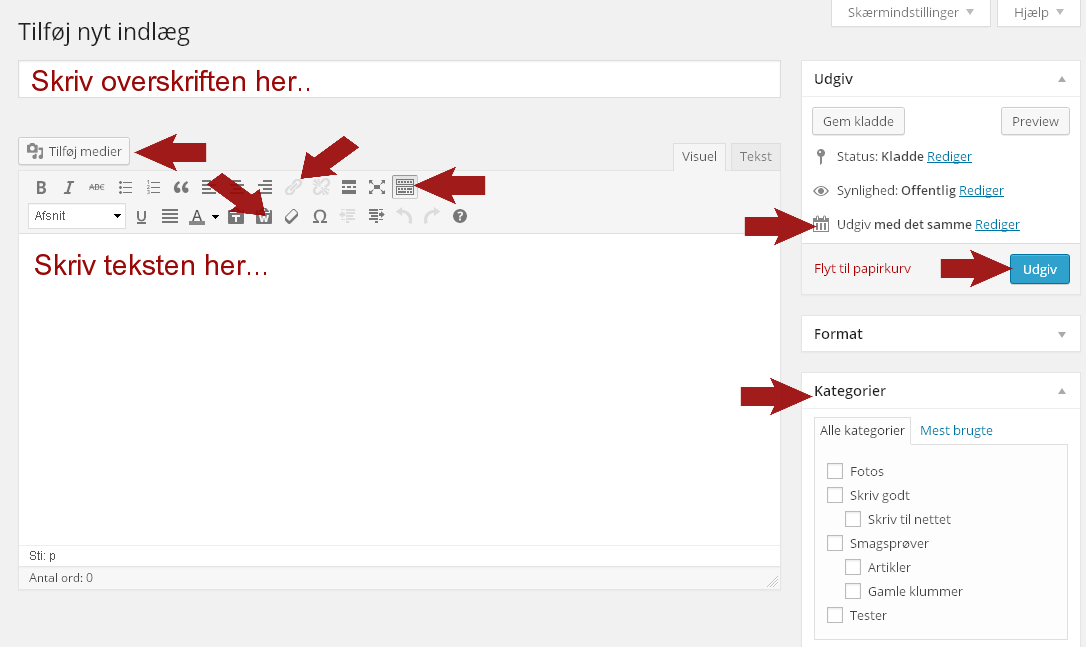 Skærmindstillinger
Hjælp
Tilføj nyt indlæg
Skriv overskriften her..
Tilføj medier
Visuel
Tekst
B I ABC
Afsnit
U A T W Ω ?
Skriv teksten her...
Sti: p
Antal ord: 0
Udgiv
Gem kladde
Preview
Status: Kladde Rediger
Synlighed: Offentlig Rediger
Udgiv med det samme Rediger
Flyt til papirkurv
Udgiv
Format
Kategorier
Alle kategorier
Mest brugte
Fotos
Skriv godt
Skriv til nettet
Smagsprøver
Artikler
Gamle klummer
Tester